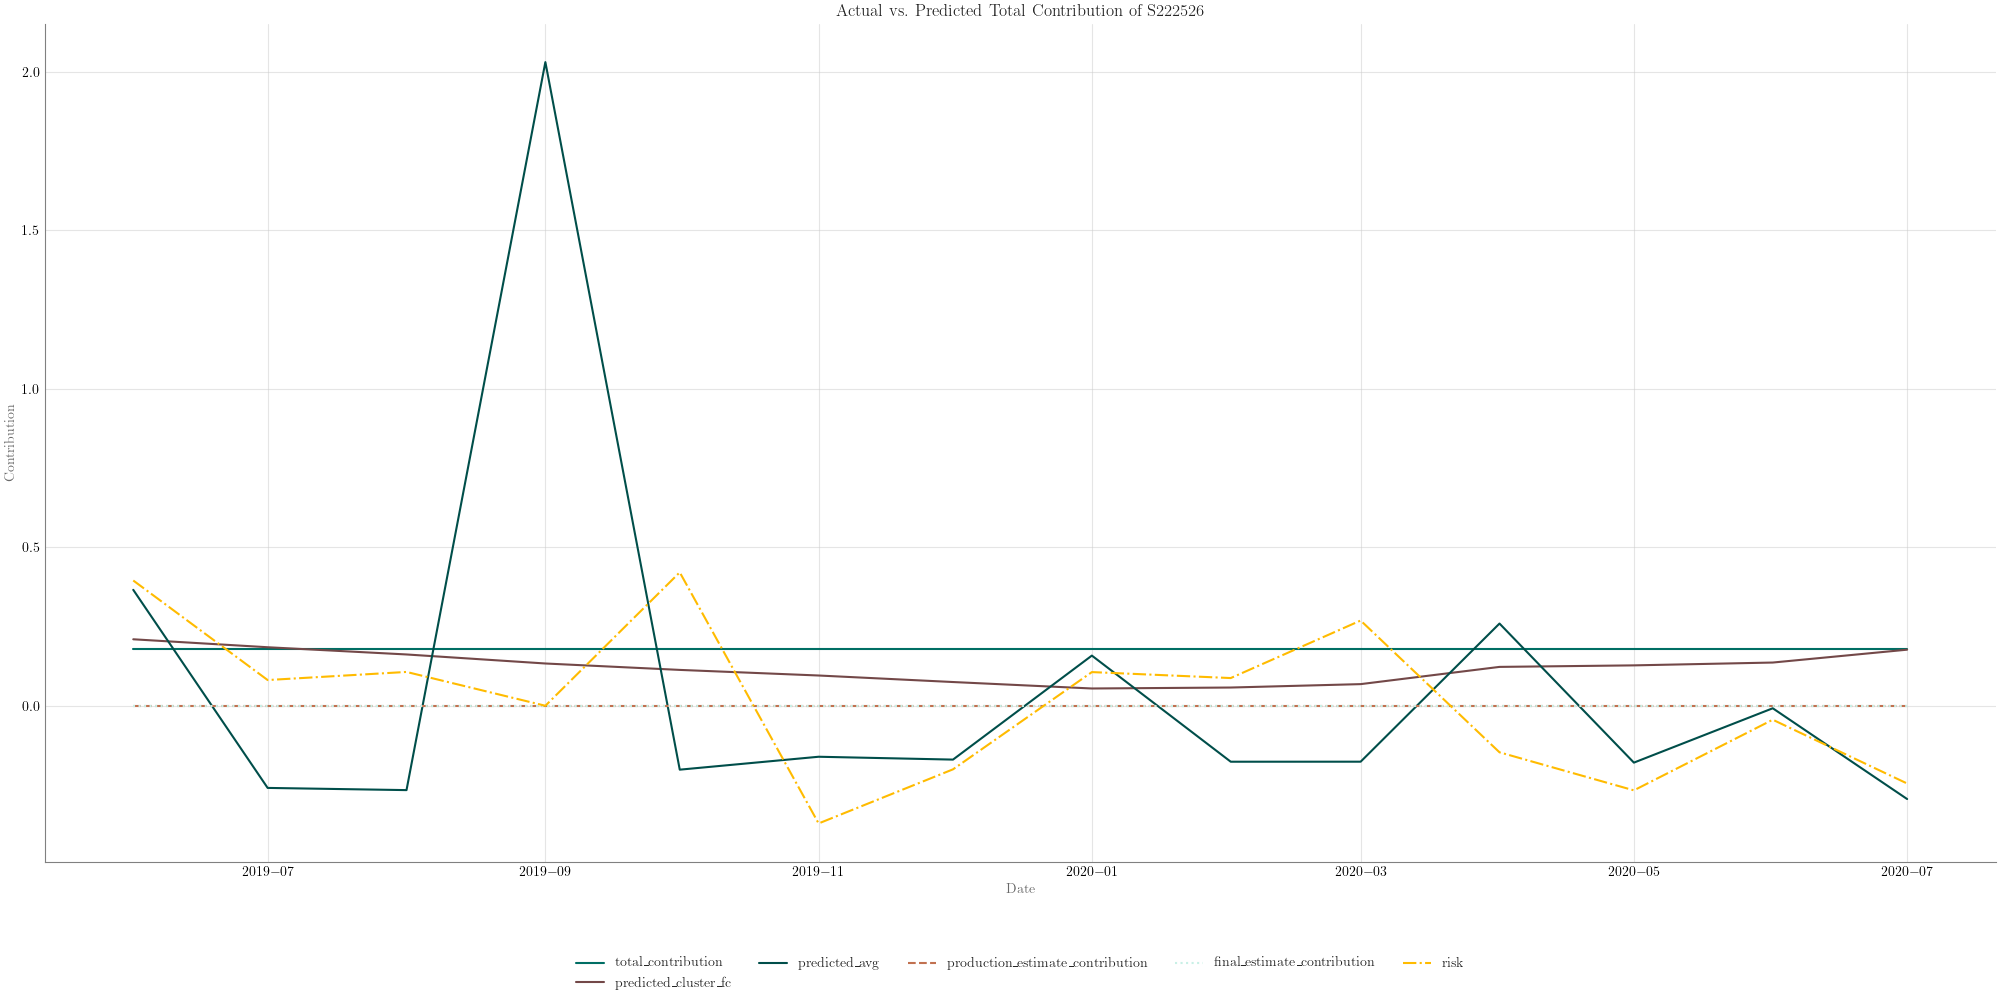 Actual vs. Predicted Total Contribution of S222526
2.0
1.5
1.0
0.5
0.0
Contribution
2019–07
2019–09
2019–11
2020–01
2020–03
2020–05
2020–07
Date
total_contribution
predicted_avg
production_estimate_contribution
final_estimate_contribution
risk
predicted_cluster_fc